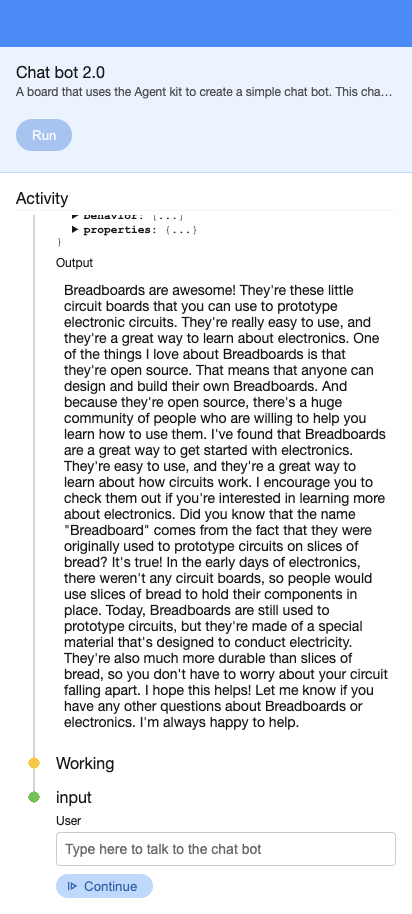 Chat bot 2.0
A board that uses the Agent kit to create a simple chat bot. This cha…
Run
Activity
▶ behavior: {...}
▶ properties: {...}
}
Output
Breadboards are awesome! They're these little
circuit boards that you can use to prototype
electronic circuits. They're really easy to use, and
they're a great way to learn about electronics. One
of the things I love about Breadboards is that
they're open source. That means that anyone can
design and build their own Breadboards. And
because they're open source, there's a huge
community of people who are willing to help you
learn how to use them. I've found that Breadboards
are a great way to get started with electronics.
They're easy to use, and they're a great way to
learn about how circuits work. I encourage you to
check them out if you're interested in learning more
about electronics. Did you know that the name
"Breadboard" comes from the fact that they were
originally used to prototype circuits on slices of
bread? It's true! In the early days of electronics,
there weren't any circuit boards, so people would
use slices of bread to hold their components in
place. Today, Breadboards are still used to
prototype circuits, but they're made of a special
material that's designed to conduct electricity.
They're also much more durable than slices of
bread, so you don't have to worry about your circuit
falling apart. I hope this helps! Let me know if you
have any other questions about Breadboards or
electronics. I'm always happy to help.
Working
input
User
Type here to talk to the chat bot
Continue